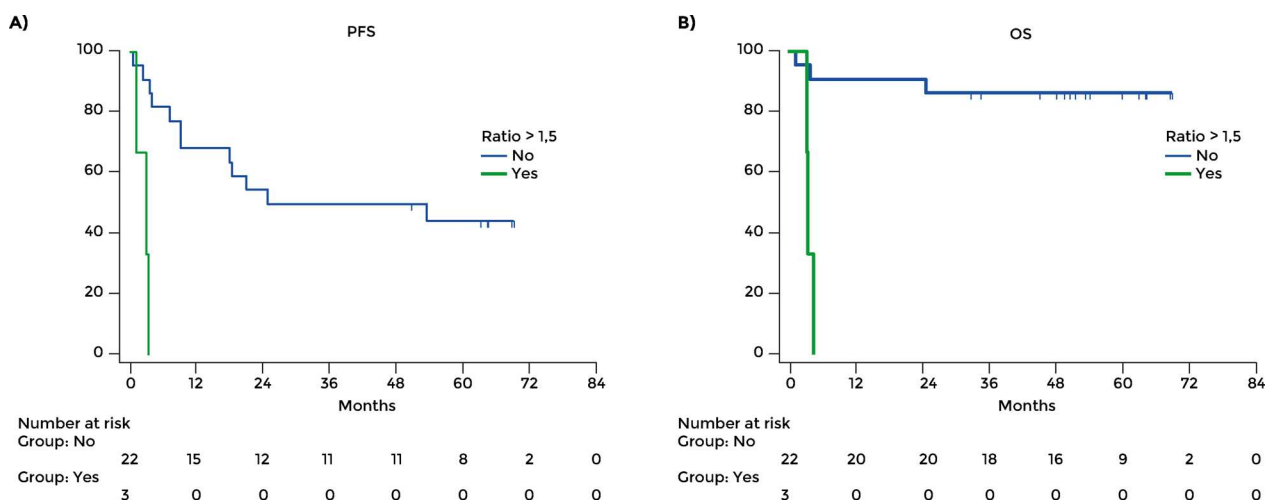 A)
PFS
100
80
60
40
20
0
0 12 24 36 48 60 72 84
Months
Ratio > 1,5
No
Yes
Number at risk
Group: No
22 15 12 11 11 8 2 0
Group: Yes
3 0 0 0 0 0 0 0
B)
OS
100
80
60
40
20
0
0 12 24 36 48 60 72 84
Months
Ratio > 1,5
No
Yes
Number at risk
Group: No
22 20 20 18 16 9 2 0
Group: Yes
3 0 0 0 0 0 0 0